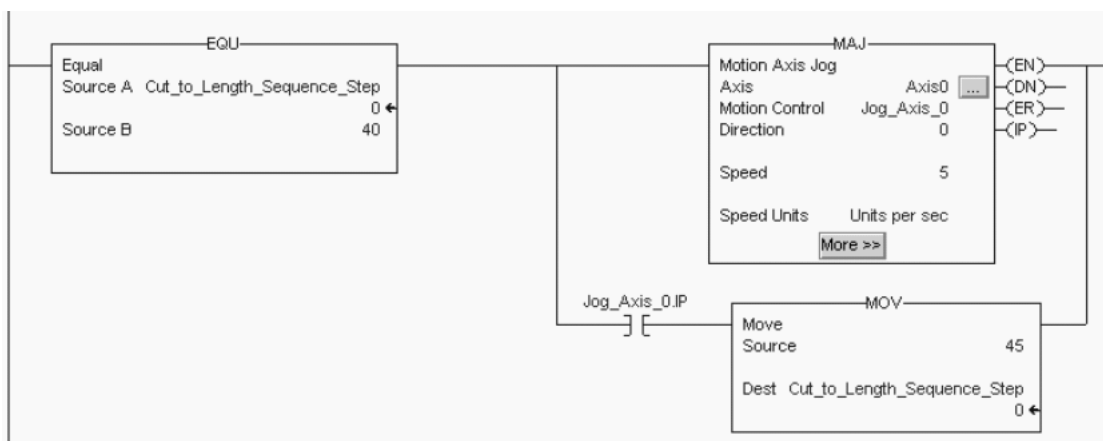 EQU
Equal
Source A Cut_to_Length_Sequence_Step
0
Source B 40
MAJ
Motion Axis Jog
Axis Axis0 ...
Motion Control Jog_Axis_0
Direction 0
Speed 5
Speed Units Units per sec
More >>
(EN)
(DN)
(ER)
(IP)
Jog_Axis_0.IP
MOV
Move
Source 45
Dest Cut_to_Length_Sequence_Step
0